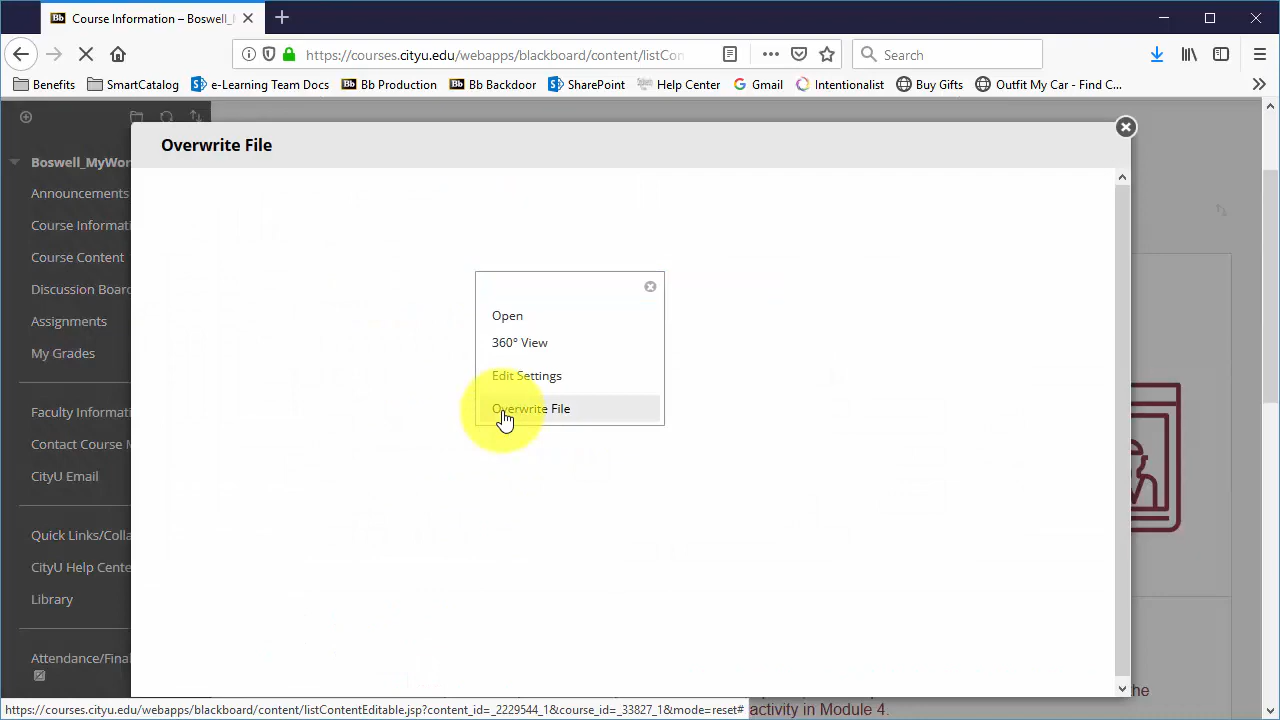 Course Information – Boswell_
https://courses.cityu.edu/webapps/blackboard/content/listCon
Search
Benefits
SmartCatalog
e-Learning Team Docs
Bb Production
Bb Backdoor
SharePoint
Help Center
Gmail
Intentionalist
Buy Gifts
Outfit My Car - Find C...
Overwrite File
Boswell_MyWor
Announcements
Course Informati
Course Content
Discussion Board
Assignments
My Grades
Faculty Informati
Contact Course M
CityU Email
Quick Links/Colla
CityU Help Cente
Library
Attendance/Final
Open
360° View
Edit Settings
Overwrite File
the
activity in Module 4.
https://courses.cityu.edu/webapps/blackboard/content/listContentEditable.jsp?content_id=_2229544_1&course_id=_33827_1&mode=reset#